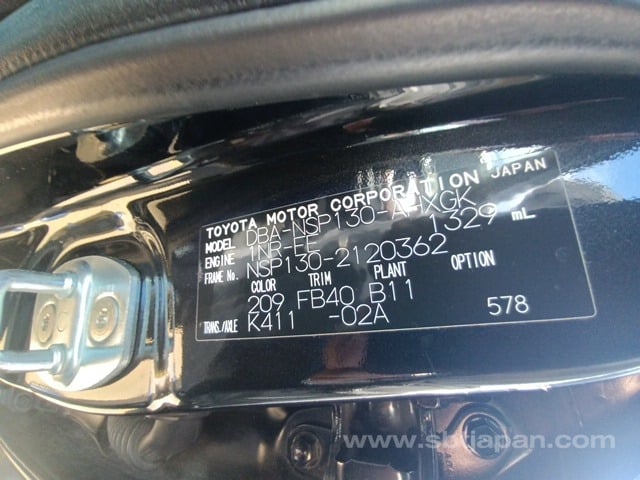 TOYOTA MOTOR CORPORATION JAPAN
MODEL DBA-NSP130-AHXGK
ENGINE 1NR-FE 1329 mL
FRAME No. NSP130-2120362
COLOR TRIM PLANT OPTION
209 FB40 B11
TRANS./AXLE K411 -02A 578
www.sbtjapan.com